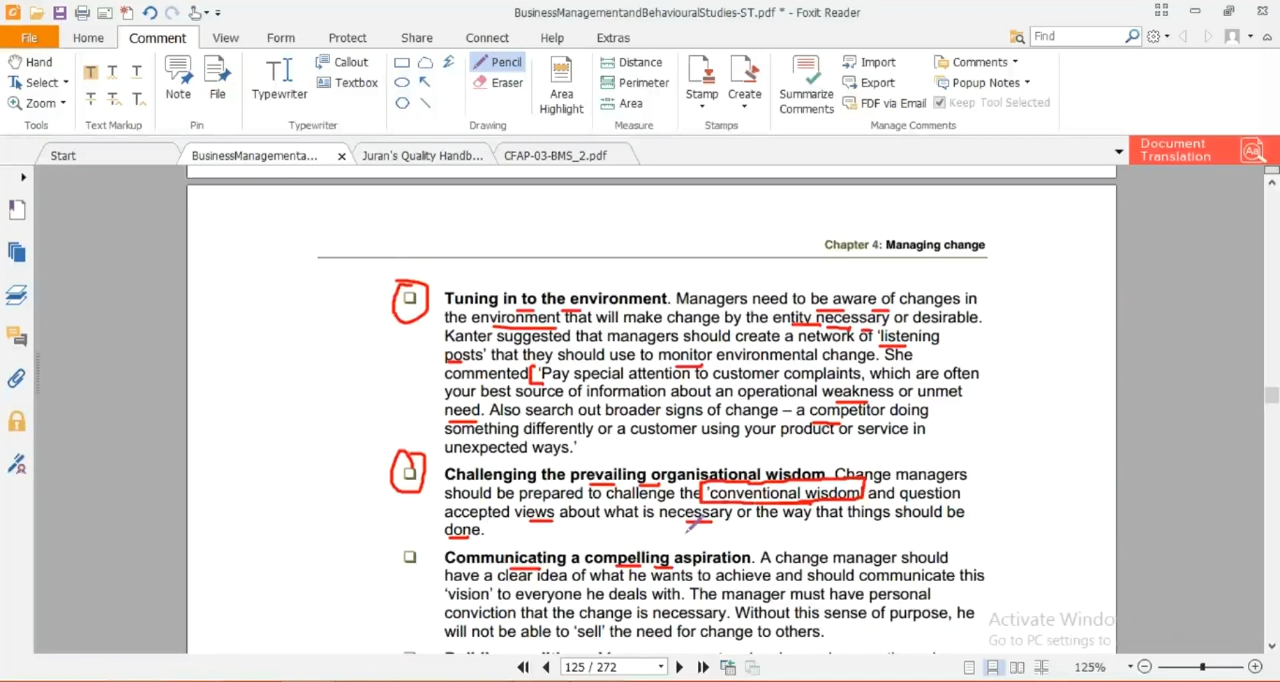 BusinessManagementandBehaviouralStudies-ST.pdf * - Foxit Reader
File Home Comment View Form Protect Share Connect Help Extras Find
Hand Callout Pencil Distance Import Comments
Select Textbox Eraser Perimeter Export Popup Notes
Zoom Note File Typewriter Area Highlight Area Stamp Create Summarize Comments FDF via Email Keep Tool Selected
Tools Text Markup Pin Typewriter Drawing Measure Stamps Manage Comments
Start BusinessManagementa... x Juran's Quality Handb... CFAP-03-BMS_2.pdf Document Translation
Chapter 4: Managing change
Tuning in to the environment. Managers need to be aware of changes in
the environment that will make change by the entity necessary or desirable.
Kanter suggested that managers should create a network of 'listening
posts' that they should use to monitor environmental change. She
commented 'Pay special attention to customer complaints, which are often
your best source of information about an operational weakness or unmet
need. Also search out broader signs of change – a competitor doing
something differently or a customer using your product or service in
unexpected ways.'
Challenging the prevailing organisational wisdom. Change managers
should be prepared to challenge the 'conventional wisdom' and question
accepted views about what is necessary or the way that things should be
done.
Communicating a compelling aspiration. A change manager should
have a clear idea of what he wants to achieve and should communicate this
'vision' to everyone he deals with. The manager must have personal
conviction that the change is necessary. Without this sense of purpose, he
will not be able to 'sell' the need for change to others.
Activate Windo
Go to PC settings to
125 / 272 125%